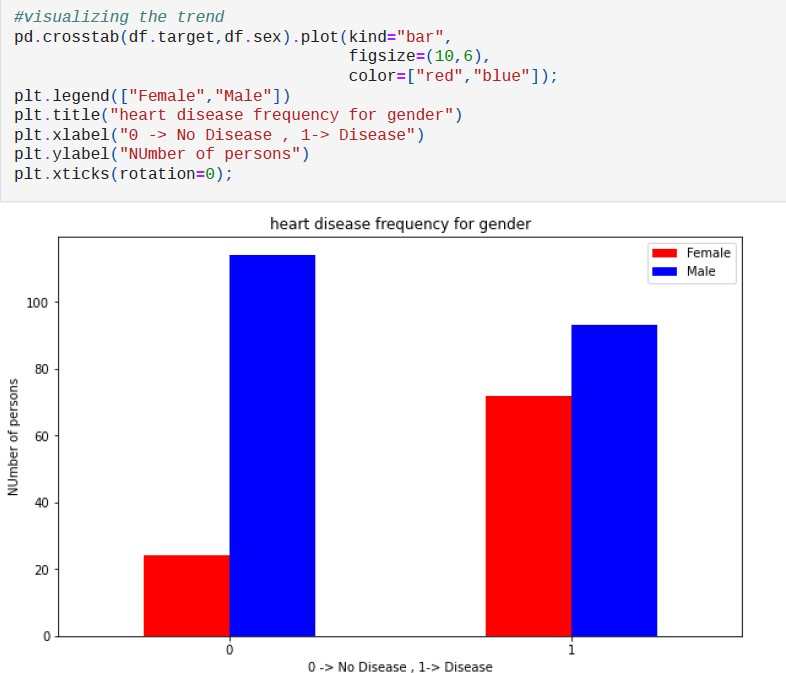 #visualizing the trend
pd.crosstab(df.target,df.sex).plot(kind="bar",
figsize=(10,6),
color=["red","blue"]);
plt.legend(["Female","Male"])
plt.title("heart disease frequency for gender")
plt.xlabel("0 -> No Disease , 1-> Disease")
plt.ylabel("NUmber of persons")
plt.xticks(rotation=0);
heart disease frequency for gender
Female
Male
100
80
60
40
20
0
NUmber of persons
0
1
0 -> No Disease , 1-> Disease